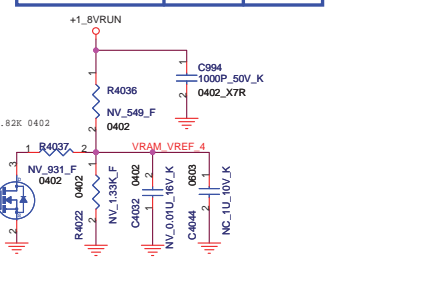 +1_8VRUN
1
C994
1000P_50V_K
2
0402_X7R
1
R4036
NV_549_F
2
0402
.82K 0402
1
R4037
2
VRAM_VREF_4
NV_931_F
0402
3
2
1
0402
R4022
NV_1.33K_F
2
0402
2
1
C4032
NV_0.01U_16V_K
0603
1
2
C4044
NC_1U_10V_K